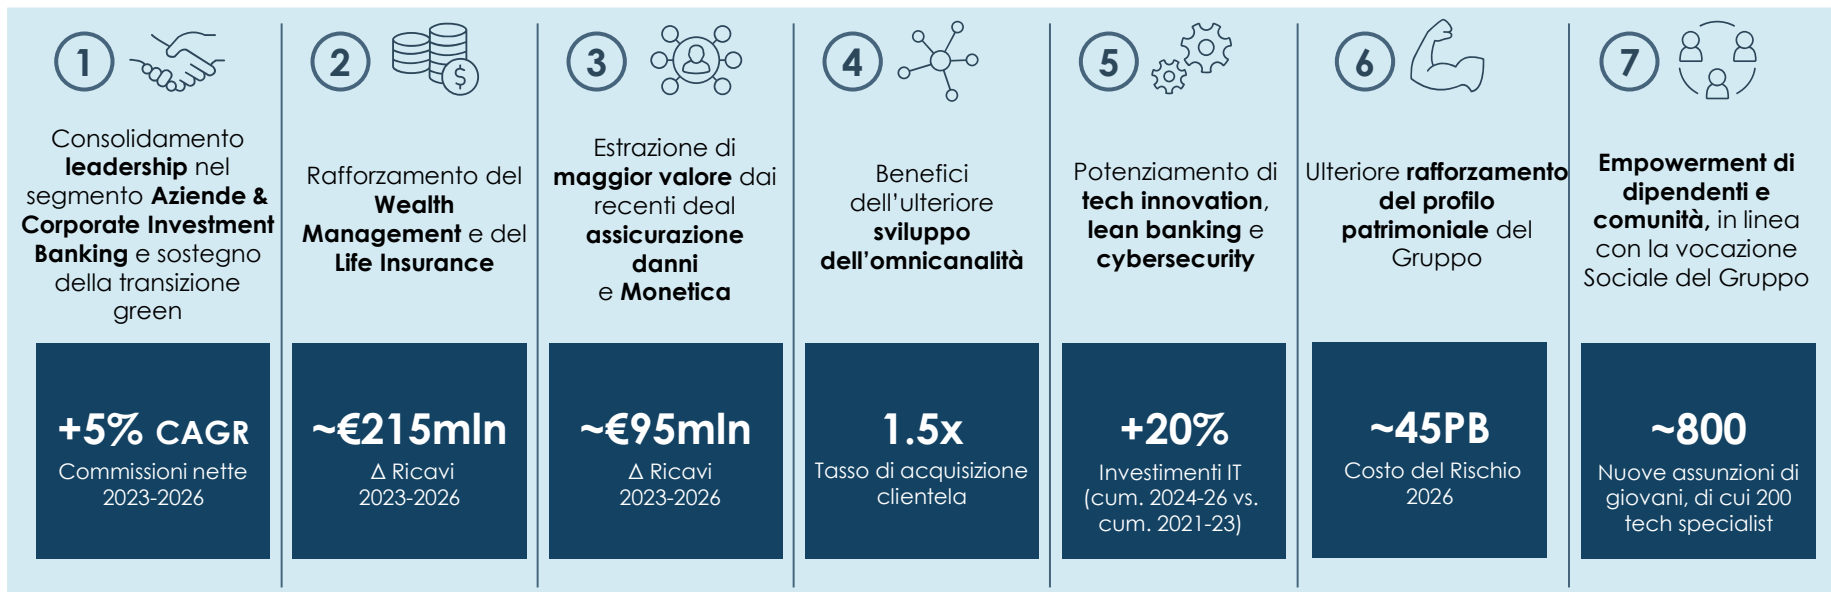 1
Consolidamento
leadership nel
segmento Aziende &
Corporate Investment
Banking e sostegno
della transizione
green
+5% CAGR
Commissioni nette
2023-2026
2
Rafforzamento del
Wealth
Management e del
Life Insurance
~€215mln
Δ Ricavi
2023-2026
3
Estrazione di
maggior valore dai
recenti deal
assicurazione
danni
e Monetica
~€95mln
Δ Ricavi
2023-2026
4
Benefici
dell'ulteriore
sviluppo
dell'omnicanalità
1.5x
Tasso di acquisizione
clientela
5
Potenziamento di
tech innovation,
lean banking e
cybersecurity
+20%
Investimenti IT
(cum. 2024-26 vs.
cum. 2021-23)
6
Ulteriore rafforzamento
del profilo
patrimoniale del
Gruppo
~45PB
Costo del Rischio
2026
7
Empowerment di
dipendenti e
comunità, in linea
con la vocazione
Sociale del Gruppo
~800
Nuove assunzioni di
giovani, di cui 200
tech specialist